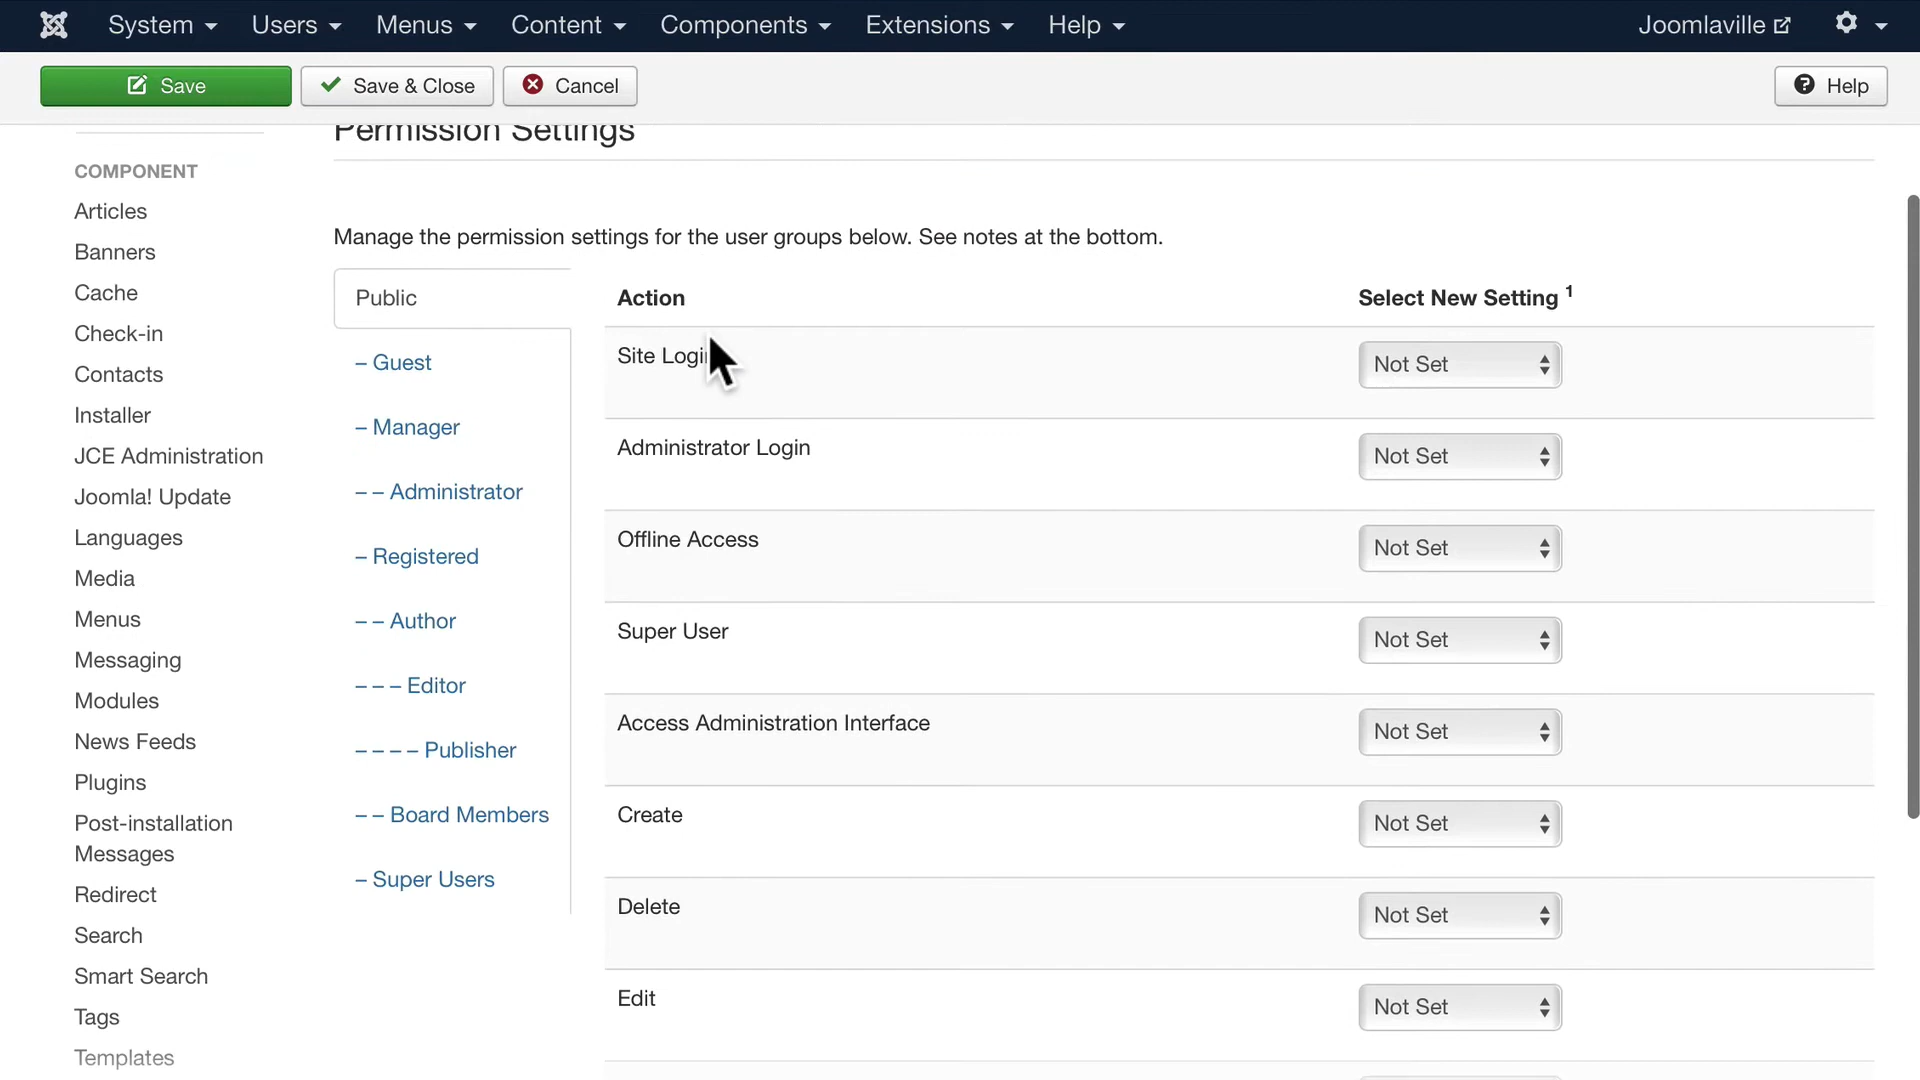 System Users Menus Content Components Extensions Help Joomlaville
Save Save & Close Cancel Help
Permission Settings
COMPONENT
Articles
Banners
Cache
Check-in
Contacts
Installer
JCE Administration
Joomla! Update
Languages
Media
Menus
Messaging
Modules
News Feeds
Plugins
Post-installation
Messages
Redirect
Search
Smart Search
Tags
Templates
Manage the permission settings for the user groups below. See notes at the bottom.
Public
– Guest
– Manager
– – Administrator
– Registered
– – Author
– – – Editor
– – – – Publisher
– – Board Members
– Super Users
Action Select New Setting 1
Site Login Not Set
Administrator Login Not Set
Offline Access Not Set
Super User Not Set
Access Administration Interface Not Set
Create Not Set
Delete Not Set
Edit Not Set